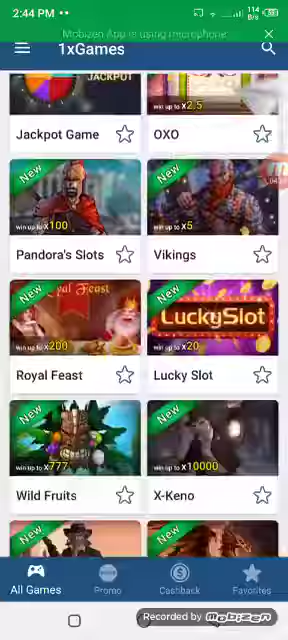 2:44 PM
114
B/s
Mobizen App is using microphone
1xGames
JACKPOT
win up to x2.5
Jackpot Game
OXO
New
win up to x100
New
win up to x5
Pandora's Slots
Vikings
New
Royal Feast
win up to x200
New
LuckySlot
win up to x20
Royal Feast
Lucky Slot
New
win up to x777
New
win up to x10000
Wild Fruits
X-Keno
New
New
All Games
Promo
Cashback
Favorites
Recorded by mobizen